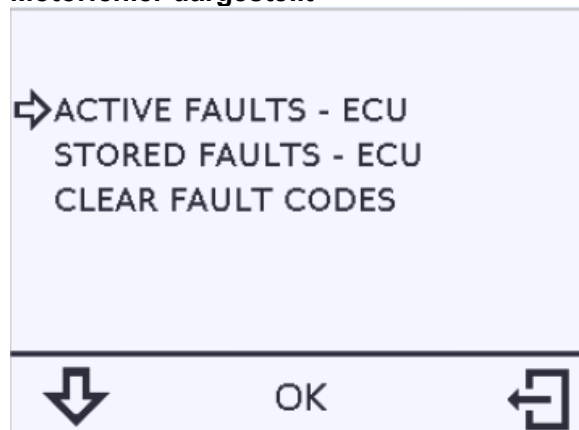 Motorfehler dargestellt
ACTIVE FAULTS - ECU
STORED FAULTS - ECU
CLEAR FAULT CODES
OK